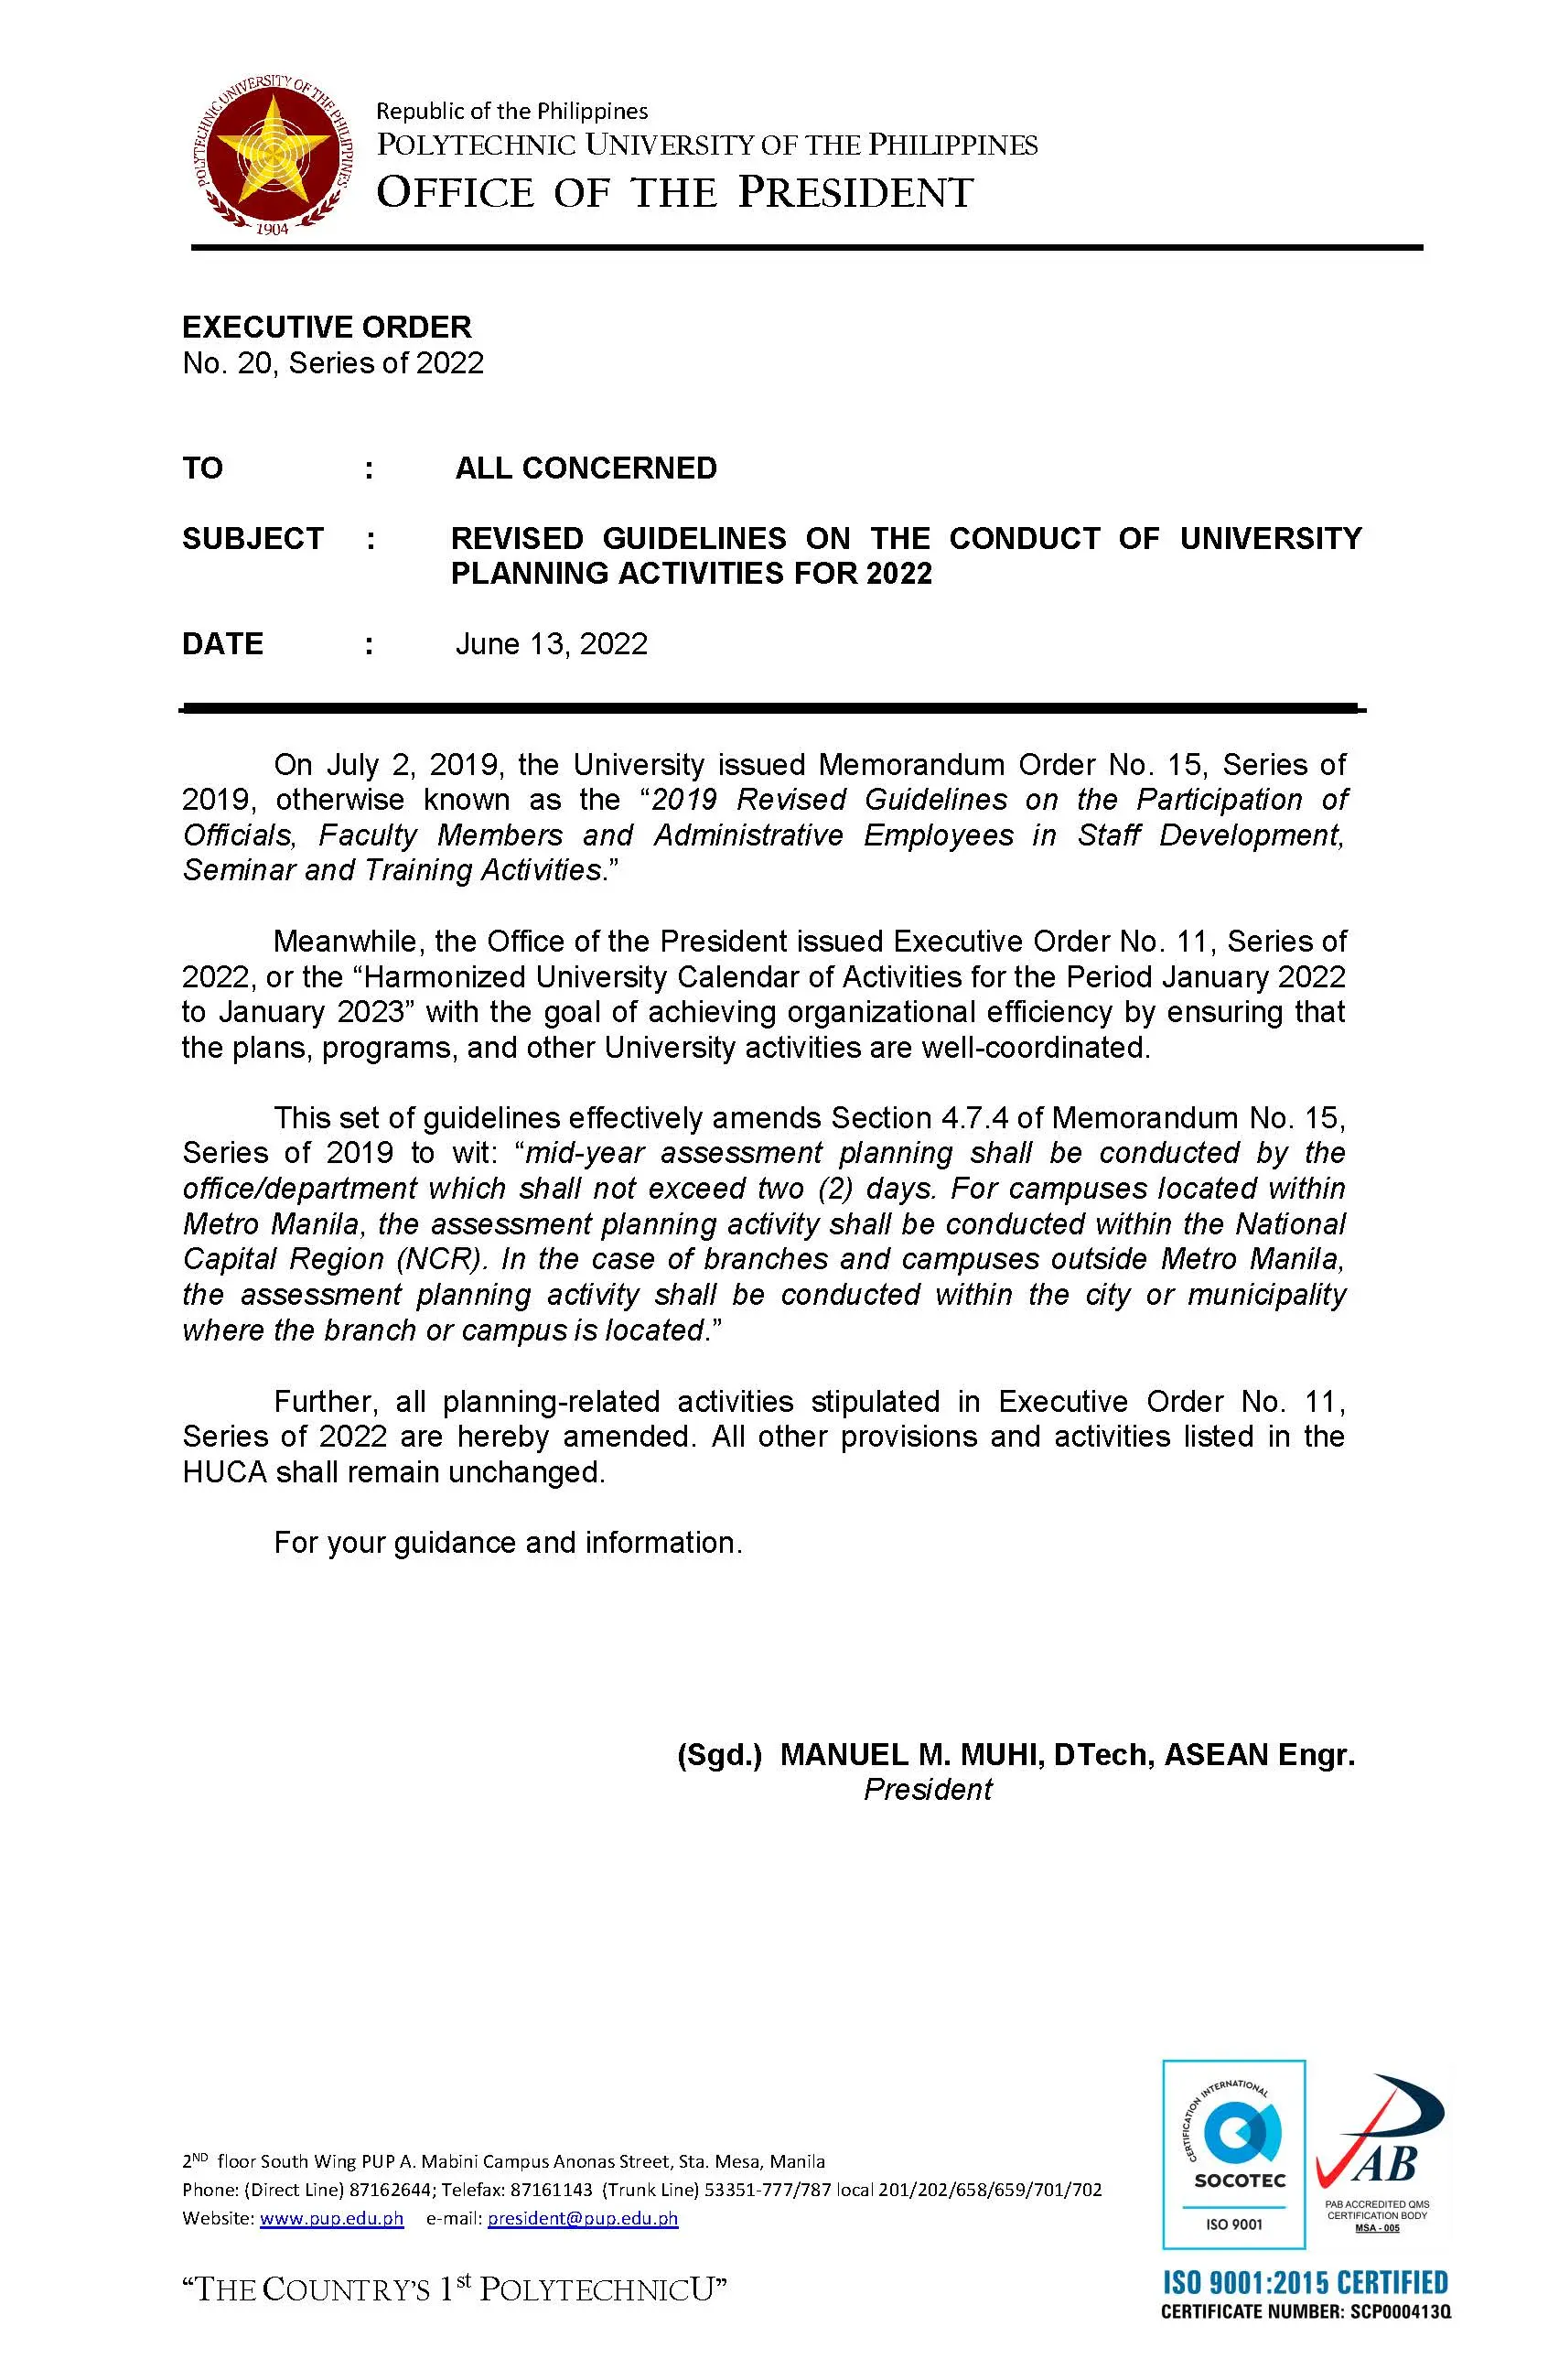 POLYTECHNIC UNIVERSITY OF THE PHILIPPINES
1904
Republic of the Philippines
POLYTECHNIC UNIVERSITY OF THE PHILIPPINES
OFFICE OF THE PRESIDENT
EXECUTIVE ORDER
No. 20, Series of 2022
TO : ALL CONCERNED
SUBJECT : REVISED GUIDELINES ON THE CONDUCT OF UNIVERSITY
PLANNING ACTIVITIES FOR 2022
DATE : June 13, 2022
On July 2, 2019, the University issued Memorandum Order No. 15, Series of
2019, otherwise known as the “2019 Revised Guidelines on the Participation of
Officials, Faculty Members and Administrative Employees in Staff Development,
Seminar and Training Activities.”
Meanwhile, the Office of the President issued Executive Order No. 11, Series of
2022, or the “Harmonized University Calendar of Activities for the Period January 2022
to January 2023” with the goal of achieving organizational efficiency by ensuring that
the plans, programs, and other University activities are well-coordinated.
This set of guidelines effectively amends Section 4.7.4 of Memorandum No. 15,
Series of 2019 to wit: “mid-year assessment planning shall be conducted by the
office/department which shall not exceed two (2) days. For campuses located within
Metro Manila, the assessment planning activity shall be conducted within the National
Capital Region (NCR). In the case of branches and campuses outside Metro Manila,
the assessment planning activity shall be conducted within the city or municipality
where the branch or campus is located.”
Further, all planning-related activities stipulated in Executive Order No. 11,
Series of 2022 are hereby amended. All other provisions and activities listed in the
HUCA shall remain unchanged.
For your guidance and information.
(Sgd.) MANUEL M. MUHI, DTech, ASEAN Engr.
President
2ND floor South Wing PUP A. Mabini Campus Anonas Street, Sta. Mesa, Manila
Phone: (Direct Line) 87162644; Telefax: 87161143 (Trunk Line) 53351-777/787 local 201/202/658/659/701/702
Website: www.pup.edu.ph e-mail: president@pup.edu.ph
“THE COUNTRY’S 1st POLYTECHNICU”
CERTIFICATION INTERNATIONAL
SOCOTEC
ISO 9001
PAB
PAB ACCREDITED QMS
CERTIFICATION BODY
MSA - 005
ISO 9001:2015 CERTIFIED
CERTIFICATE NUMBER: SCP000413Q